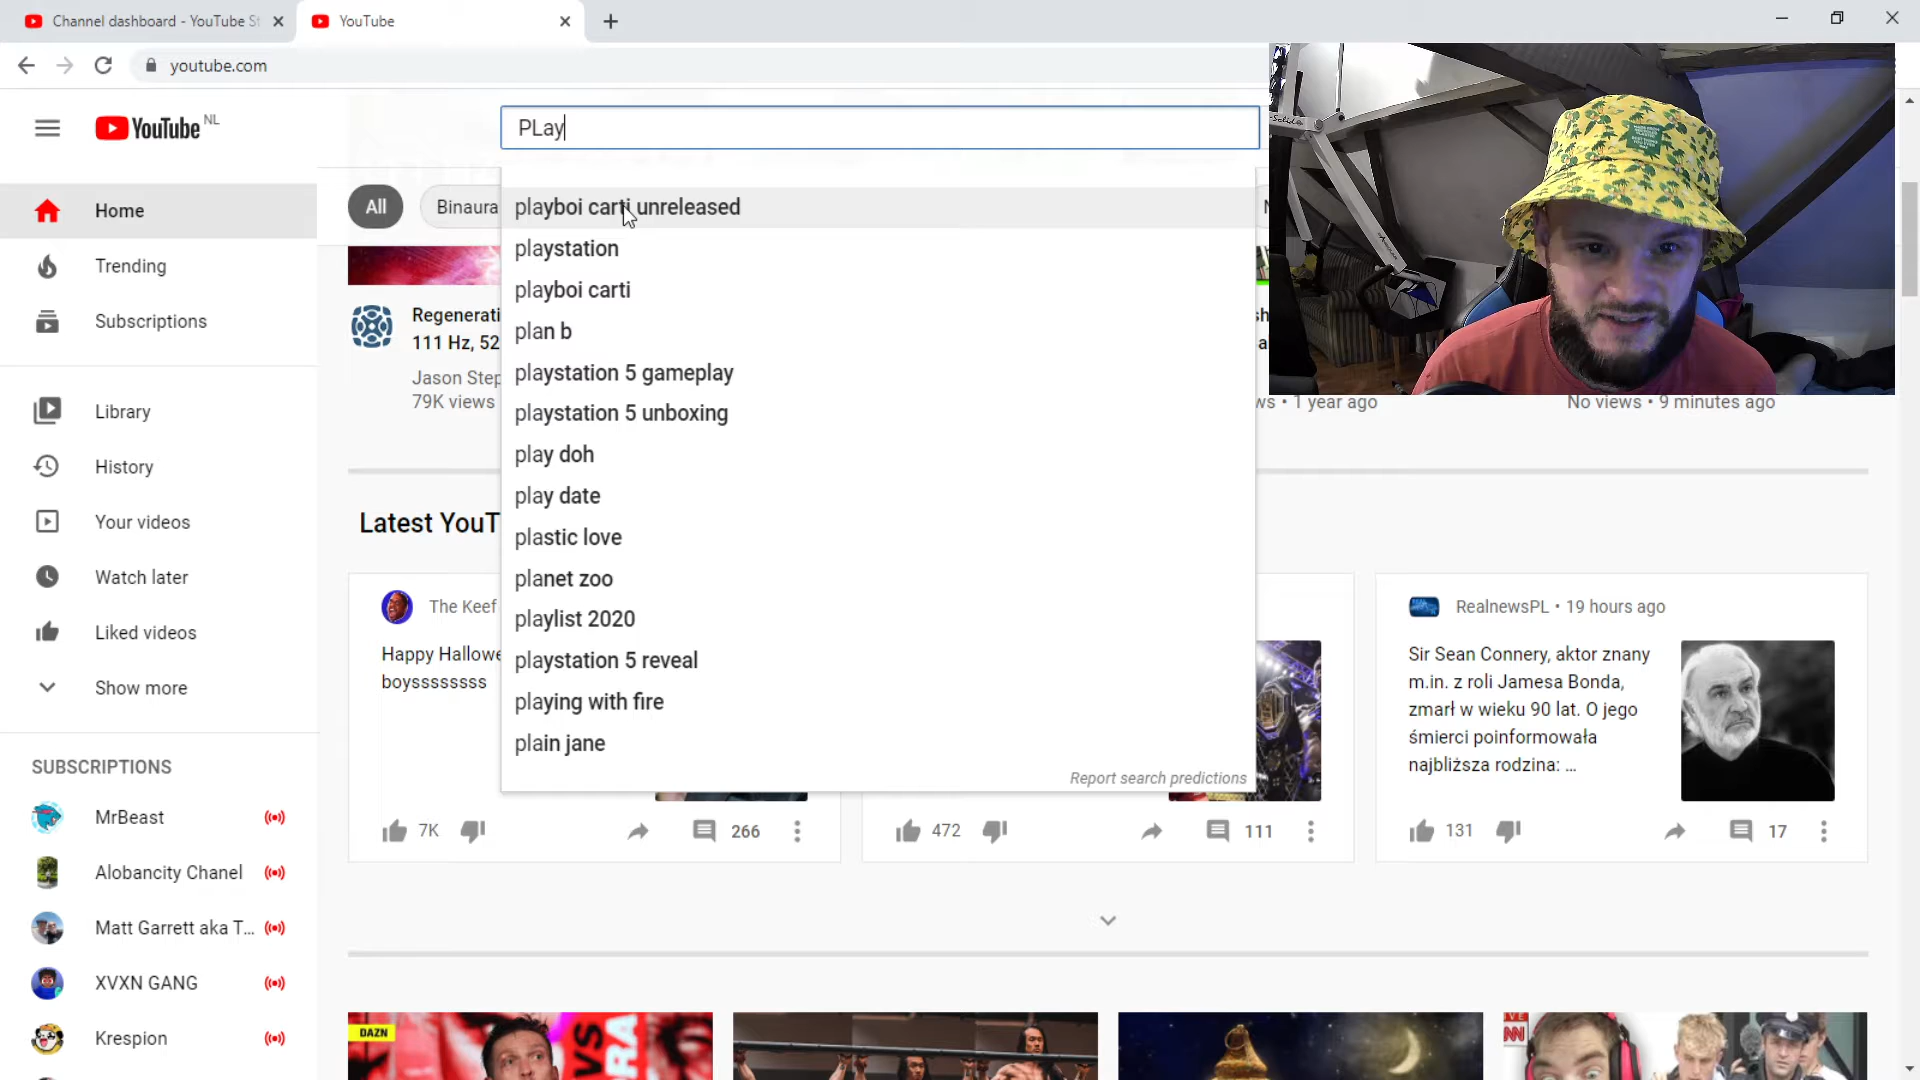 Channel dashboard - YouTube St
YouTube
youtube.com
YouTube NL
PLay
Home
Trending
Subscriptions
Library
History
Your videos
Watch later
Liked videos
Show more
SUBSCRIPTIONS
MrBeast
Alobancity Chanel
Matt Garrett aka T...
XVXN GANG
Krespion
All
Binaura
playboi carti unreleased
playstation
playboi carti
plan b
playstation 5 gameplay
playstation 5 unboxing
play doh
play date
plastic love
planet zoo
playlist 2020
playstation 5 reveal
playing with fire
plain jane
Report search predictions
Regenerati
111 Hz, 52
Jason Step
79K views
ws • 1 year ago
No views • 9 minutes ago
Latest YouT
The Keef
Happy Hallowe
boyssssssss
7K
266
472
111
RealnewsPL • 19 hours ago
Sir Sean Connery, aktor znany
m.in. z roli Jamesa Bonda,
zmarł w wieku 90 lat. O jego
śmierci poinformowała
najbliższa rodzina: ...
131
17
DAZN
VS